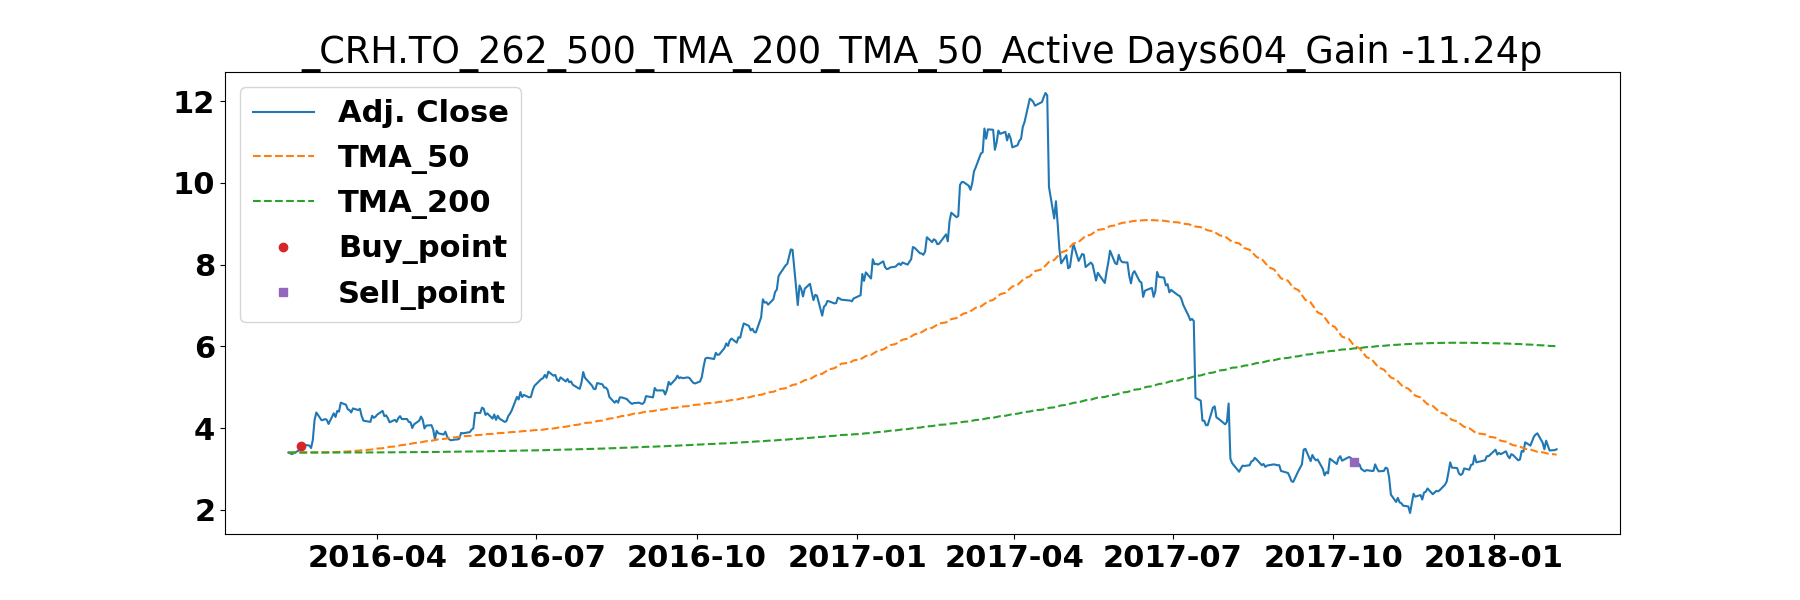 _CRH.TO_262_500_TMA_200_TMA_50_Active Days604_Gain -11.24p
Adj. Close
TMA_50
TMA_200
Buy_point
Sell_point
12
10
8
6
4
2
2016-04 2016-07 2016-10 2017-01 2017-04 2017-07 2017-10 2018-01